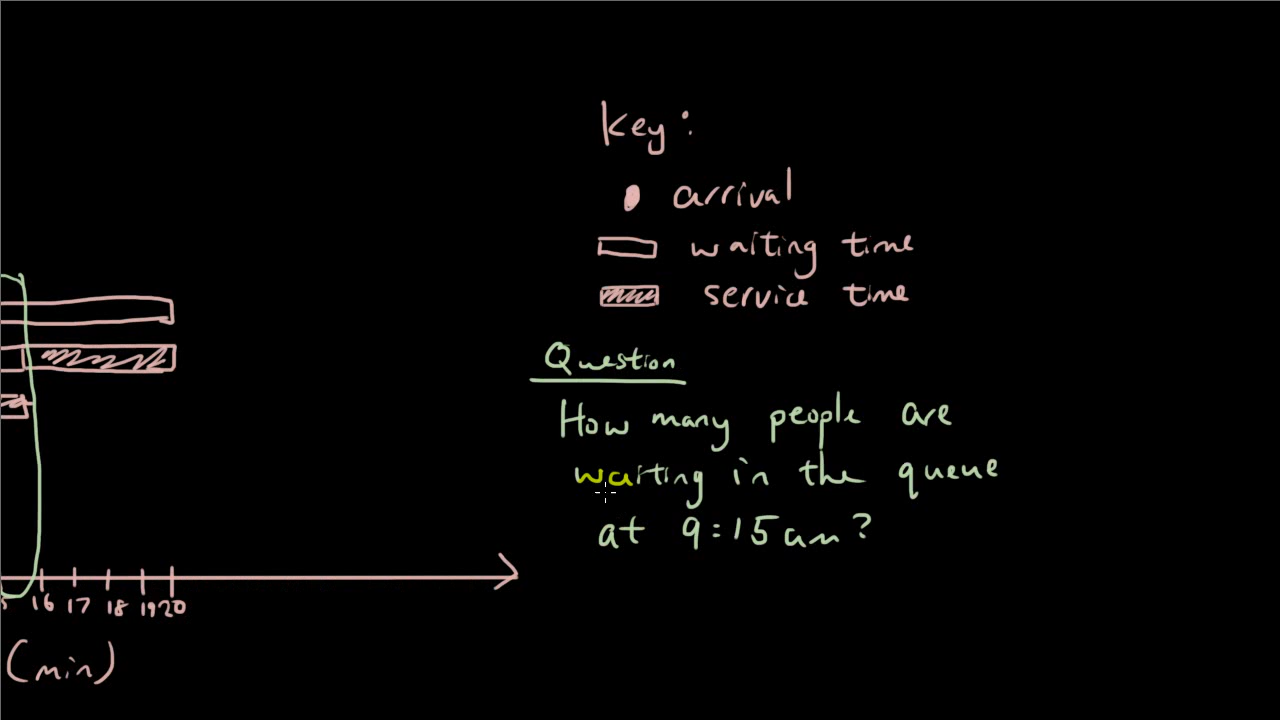 Key:
arrival
waiting time
service time
Question
How many people are
waiting in the queue
at 9:15am?
16 17 18 19 20
(min)